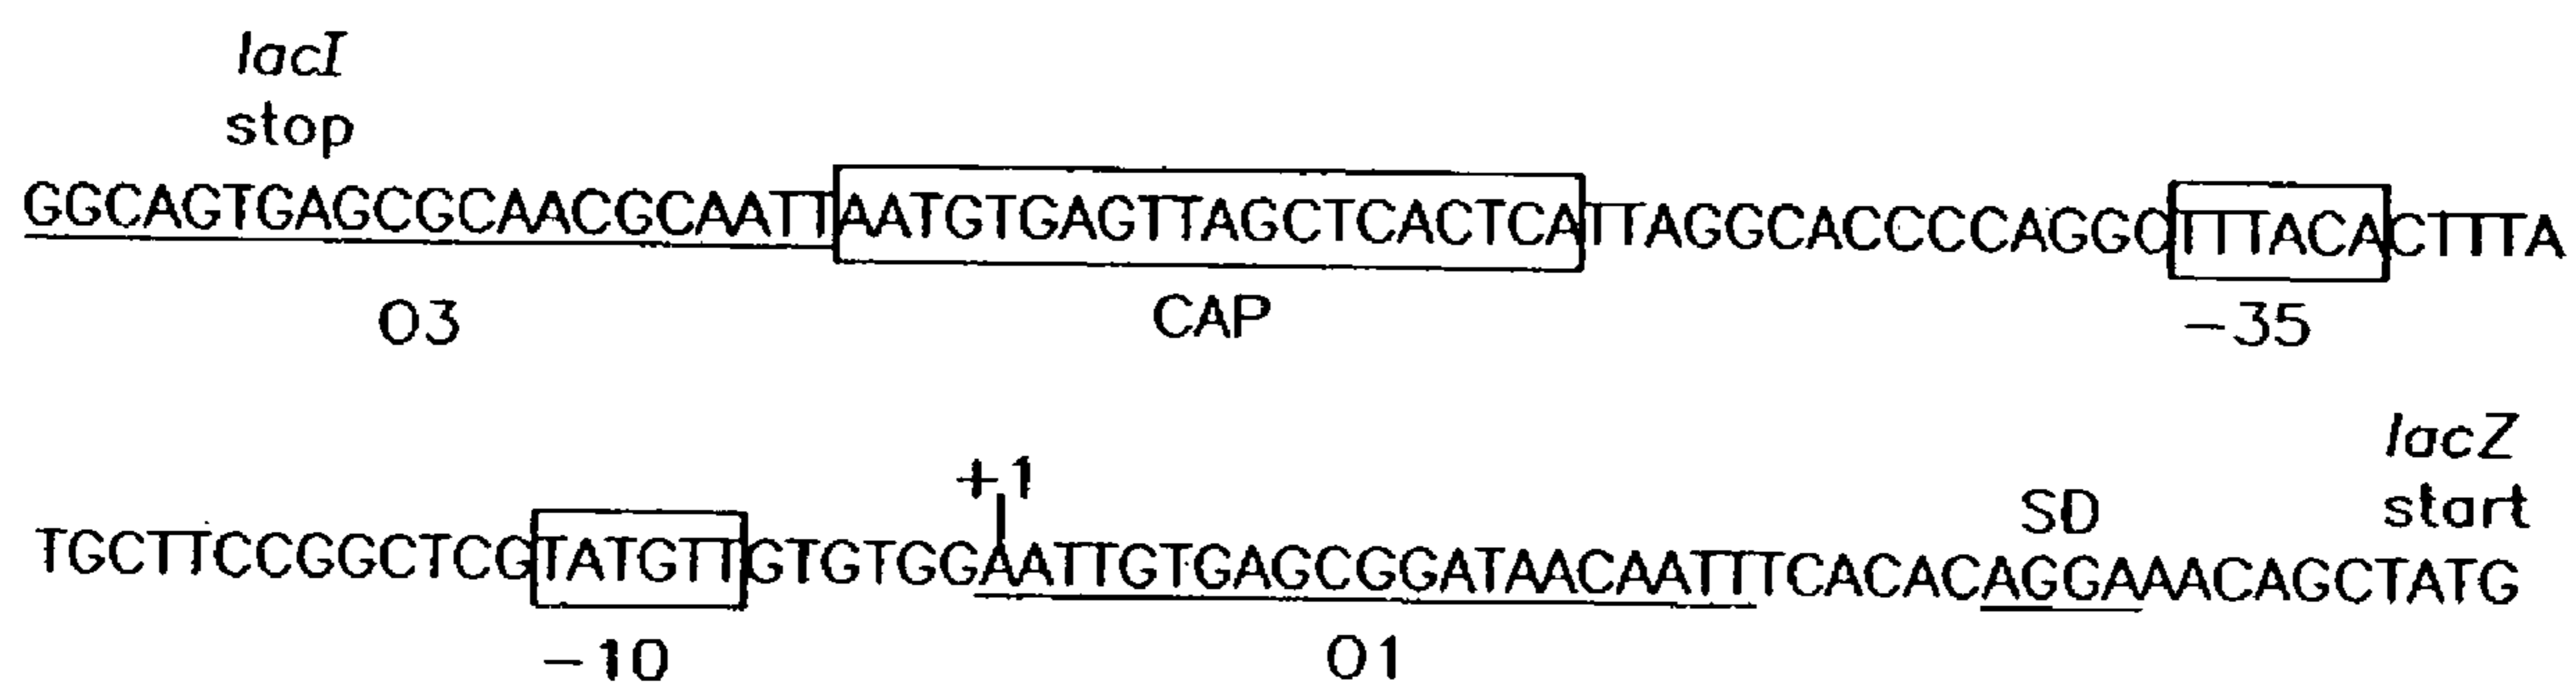 lacI
stop
GGCAGTGAGCGCAACGCAATTAATGTGAGTTAGCTCACTCATTAGGCACCCCAGGCTTTACACTTTA
O3 CAP -35
lacZ
+1 SD start
TGCTTCCGGCTCGTATGTTGTGTGGAATTGTGAGCGGATAACAATTTCACACAGGAAACAGCTATG
-10 O1